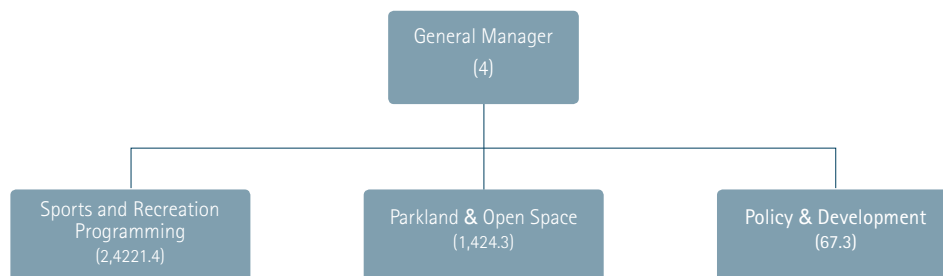 General Manager
(4)
Sports and Recreation
Programming
(2,4221.4)
Parkland & Open Space
(1,424.3)
Policy & Development
(67.3)